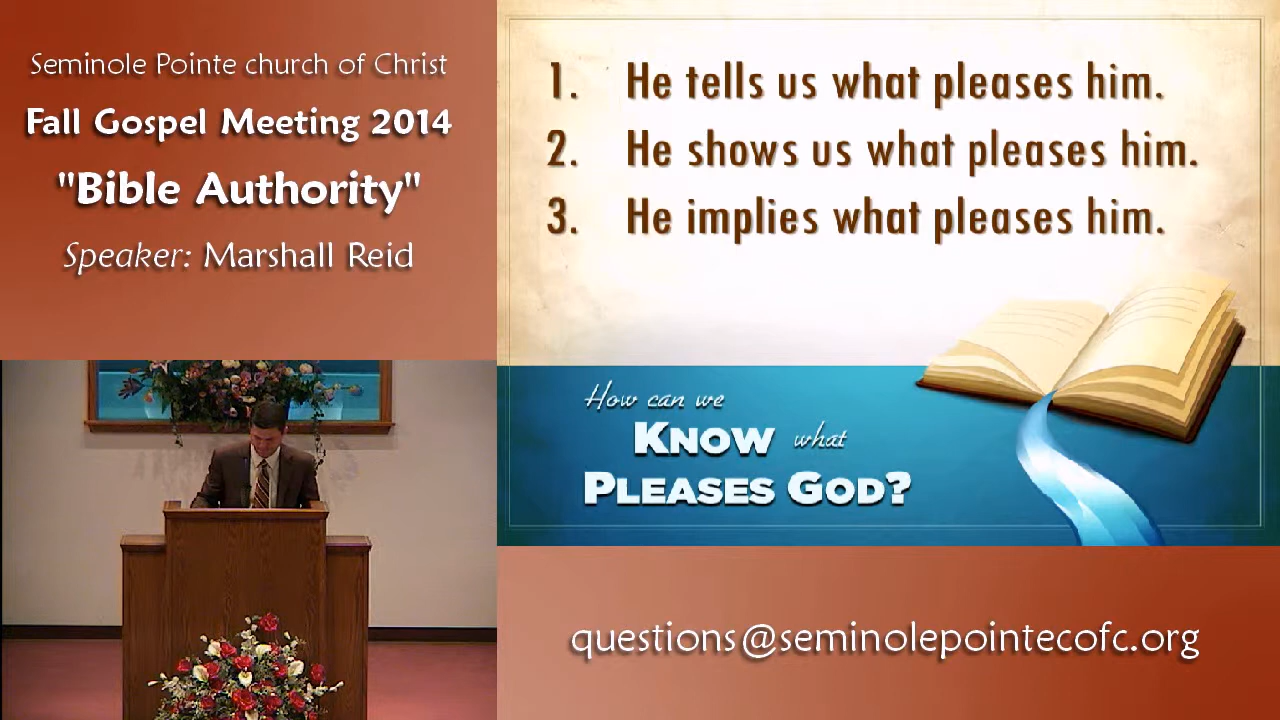 Seminole Pointe church of Christ
Fall Gospel Meeting 2014
"Bible Authority"
Speaker: Marshall Reid
1. He tells us what pleases him.
2. He shows us what pleases him.
3. He implies what pleases him.
How can we
KNOW what
PLEASES GOD?
questions@seminolepointecofc.org